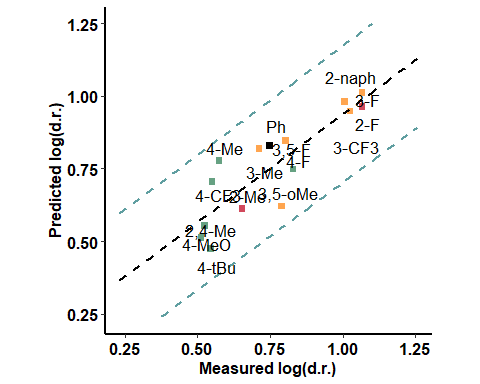 1.25
1.00
0.75
0.50
0.25
Predicted log(d.r.)
2-naph
3-F
2-F
3-CF3
Ph
3,5-F
4-F
4-Me
3-Me
4-CF3
2-Me
3,5-oMe
2,4-Me
4-MeO
4-tBu
0.25 0.50 0.75 1.00 1.25
Measured log(d.r.)